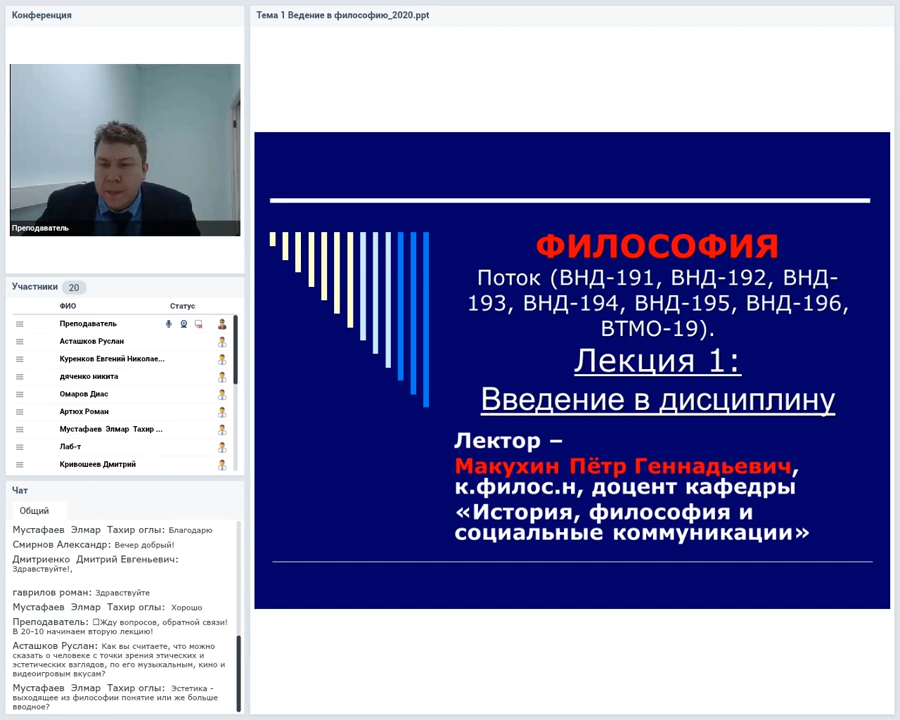 Конференция
Преподаватель
Участники 20
ФИО Статус
Преподаватель
Асташков Руслан
Куренков Евгений Николае...
дяченко никита
Омаров Диас
Артюх Роман
Мустафаев Элмар Тахир ...
Лаб-т
Кривошеев Дмитрий
Чат
Общий
Мустафаев Элмар Тахир оглы: Благодарю
Смирнов Александр: Вечер добрый!
Дмитриенко Дмитрий Евгеньевич:
Здравствуйте!,
гаврилов роман: Здравствуйте
Мустафаев Элмар Тахир оглы: Хорошо
Преподаватель: ☐Жду вопросов, обратной связи!
В 20-10 начинаем вторую лекцию!
Асташков Руслан: Как вы считаете, что можно
сказать о человеке с точки зрения этических и
эстетических взглядов, по его музыкальным, кино и
видеоигровым вкусам?
Мустафаев Элмар Тахир оглы: Эстетика -
выходящее из философии понятие или же больше
вводное?
Тема 1 Ведение в философию_2020.ppt
ФИЛОСОФИЯ
Поток (ВНД-191, ВНД-192, ВНД-
193, ВНД-194, ВНД-195, ВНД-196,
ВТМО-19).
Лекция 1:
Введение в дисциплину
Лектор –
Макухин Пётр Геннадьевич,
к.филос.н, доцент кафедры
«История, философия и
социальные коммуникации»